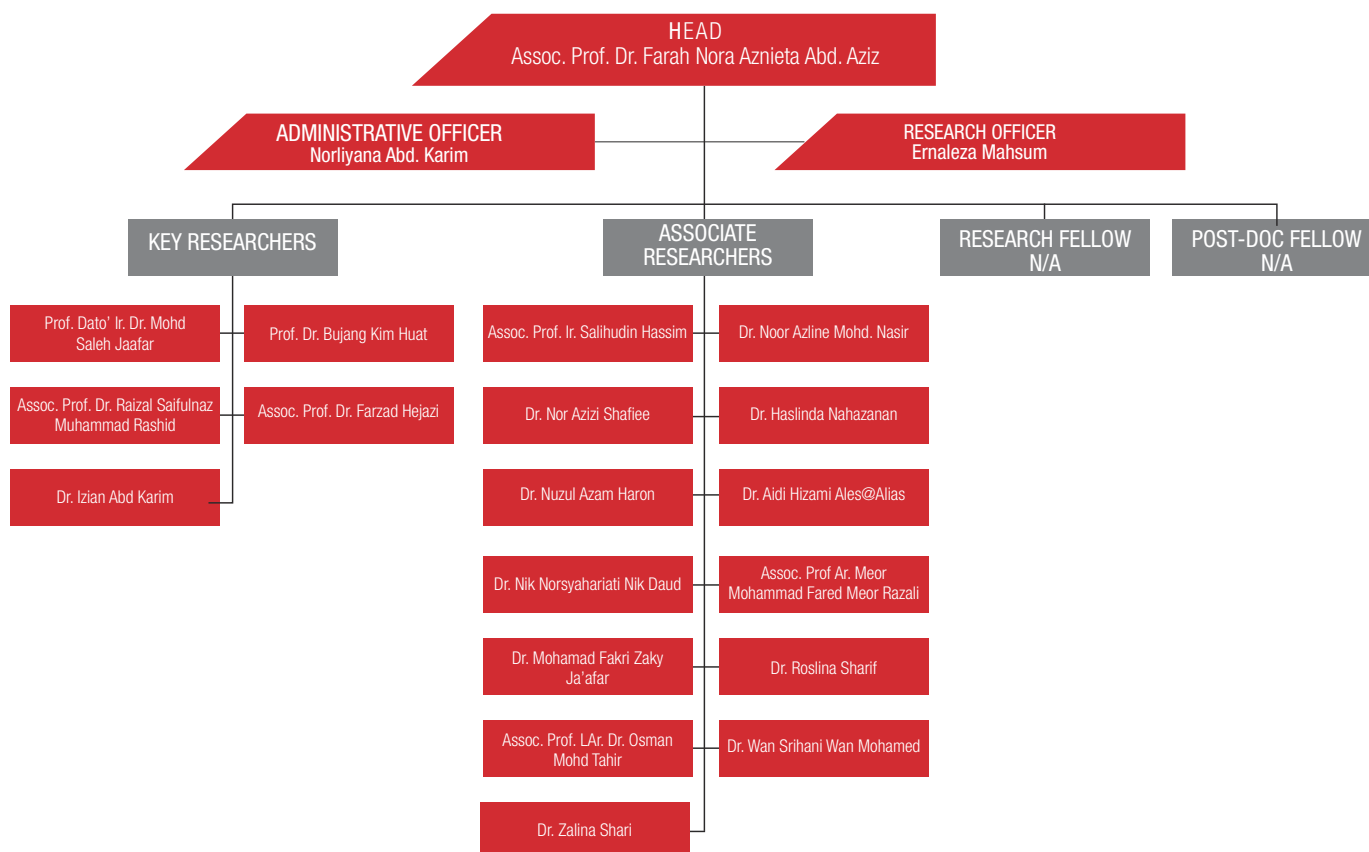 HEAD
Assoc. Prof. Dr. Farah Nora Aznieta Abd. Aziz
ADMINISTRATIVE OFFICER
Norliyana Abd. Karim
RESEARCH OFFICER
Ernaleza Mahsum
KEY RESEARCHERS
ASSOCIATE
RESEARCHERS
RESEARCH FELLOW
N/A
POST-DOC FELLOW
N/A
Prof. Dato' Ir. Dr. Mohd
Saleh Jaafar
Prof. Dr. Bujang Kim Huat
Assoc. Prof. Dr. Raizal Saifulnaz
Muhammad Rashid
Assoc. Prof. Dr. Farzad Hejazi
Dr. Izian Abd Karim
Assoc. Prof. Ir. Salihudin Hassim
Dr. Noor Azline Mohd. Nasir
Dr. Nor Azizi Shafiee
Dr. Haslinda Nahazanan
Dr. Nuzul Azam Haron
Dr. Aidi Hizami Ales@Alias
Dr. Nik Norsyahariati Nik Daud
Assoc. Prof Ar. Meor
Mohammad Fared Meor Razali
Dr. Mohamad Fakri Zaky
Ja'afar
Dr. Roslina Sharif
Assoc. Prof. LAr. Dr. Osman
Mohd Tahir
Dr. Wan Srihani Wan Mohamed
Dr. Zalina Shari